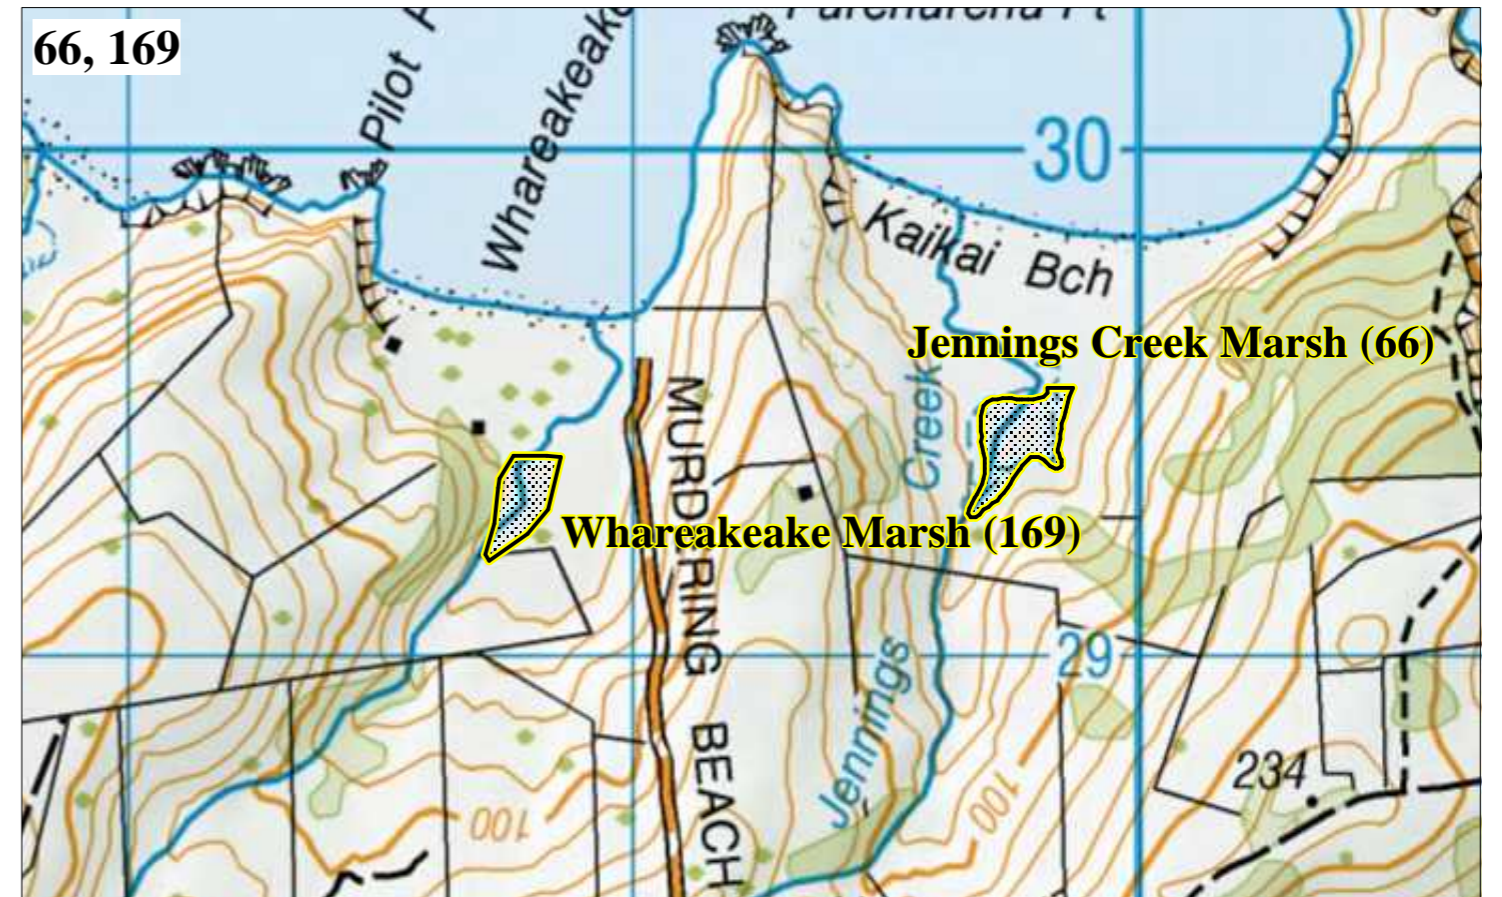 66, 169
Pilot
Whareakeake
30
Kaikai Bch
Jennings Creek Marsh (66)
Creek
MURDERING
Whareakeake Marsh (169)
29
Jennings
BEACH
234
100
100